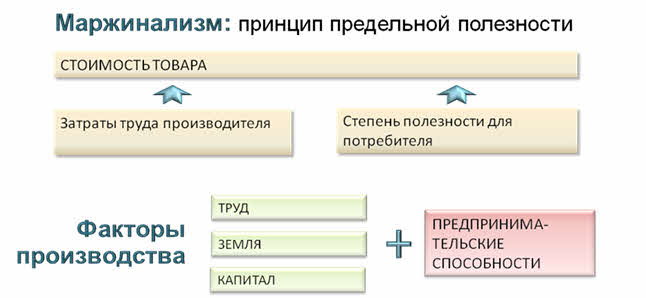 Маржинализм: принцип предельной полезности
СТОИМОСТЬ ТОВАРА
Затраты труда производителя
Степень полезности для
потребителя
Факторы
производства
ТРУД
ЗЕМЛЯ
КАПИТАЛ
+
ПРЕДПРИНИМА-
ТЕЛЬСКИЕ
СПОСОБНОСТИ